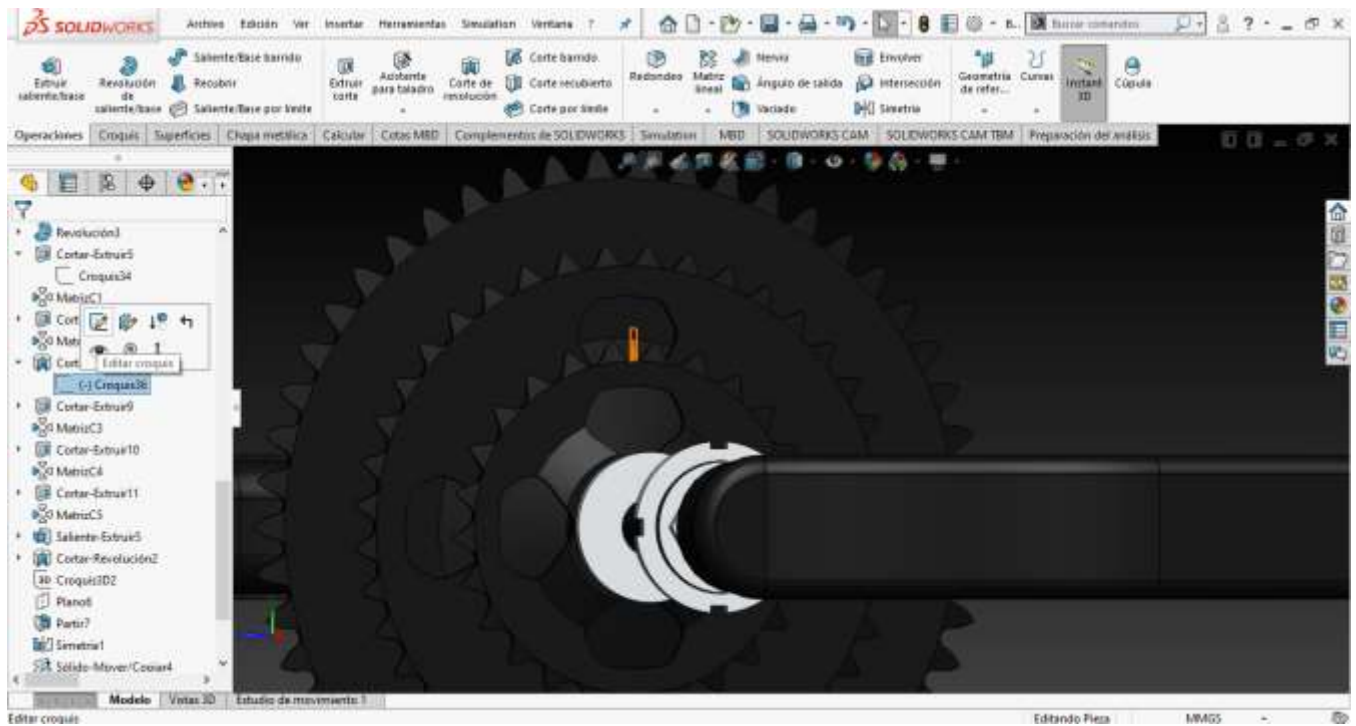 SOLIDWORKS
Archivo Edición Ver Insertar Herramientas Simulation Ventana ?
B...
Buscar comandos
Extruir saliente/base
Revolución de saliente/base
Saliente/Base barrido
Recubrir
Saliente/Base por límite
Extruir corte
Asistente para taladro
Corte de revolución
Corte barrido
Corte recubierto
Corte por límite
Redondeo
Matriz lineal
Nervio
Ángulo de salida
Vaciado
Envolver
Intersección
Simetría
Geometría de refer...
Curvas
Instant 3D
Cúpula
Operaciones Croquis Superficies Chapa metálica Calcular Cotas MBD Complementos de SOLIDWORKS Simulation MBD SOLIDWORKS CAM SOLIDWORKS CAM TBM Preparación del análisis
Revolución3
Cortar-Extruir5
Croquis34
MatrizC1
Cort
Mat
Cort
Editar croquis
(-) Croquis36
Cortar-Extruir9
MatrizC3
Cortar-Extruir10
MatrizC4
Cortar-Extruir11
MatrizC5
Saliente-Extruir5
Cortar-Revolución2
3D Croquis3D2
Plano6
Partir7
Simetría1
Sólido-Mover/Copiar4
Modelo Vistas 3D Estudio de movimiento 1
Editar croquis
Editando Pieza
MMGS